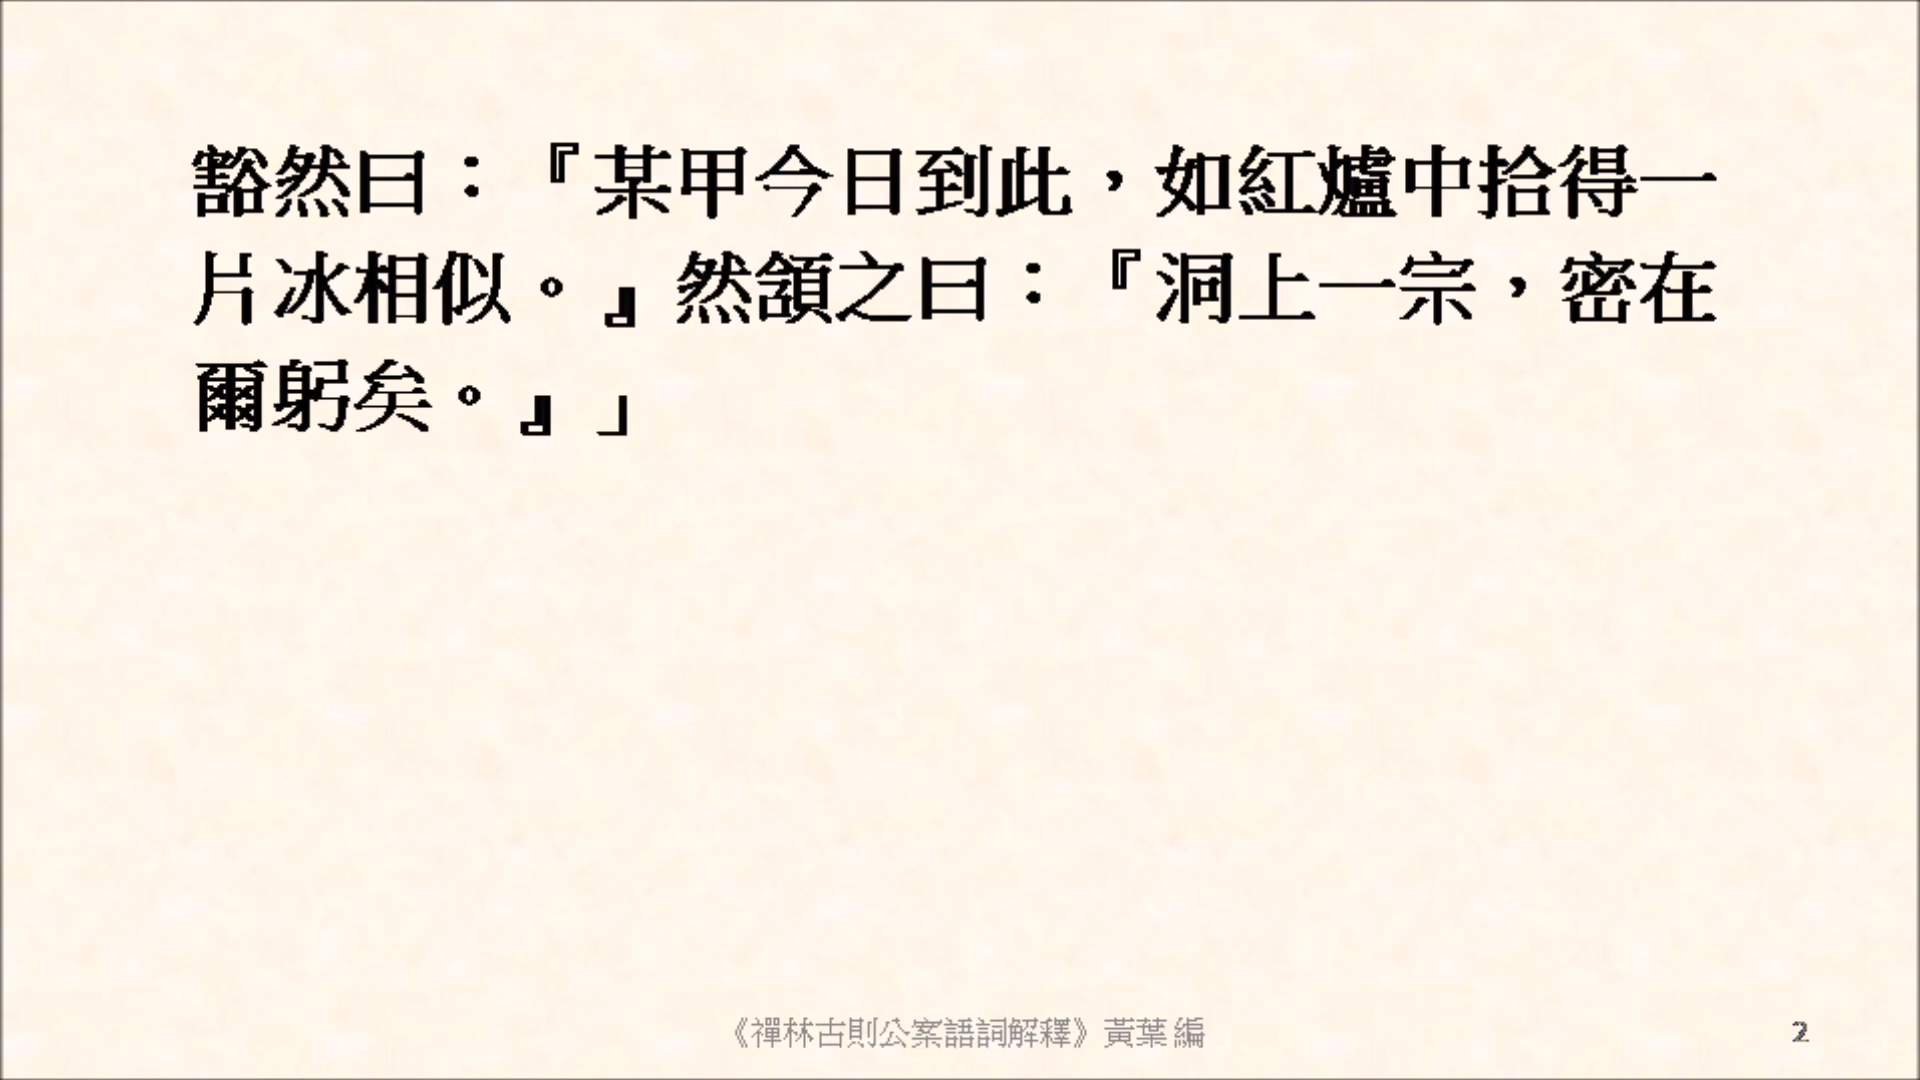 豁然曰：『某甲今日到此，如紅爐中拾得一
片冰相似。』然頷之曰：『洞上一宗，密在
爾躬矣。』」
《禪林古則公案語詞解釋》黃葉 編
2